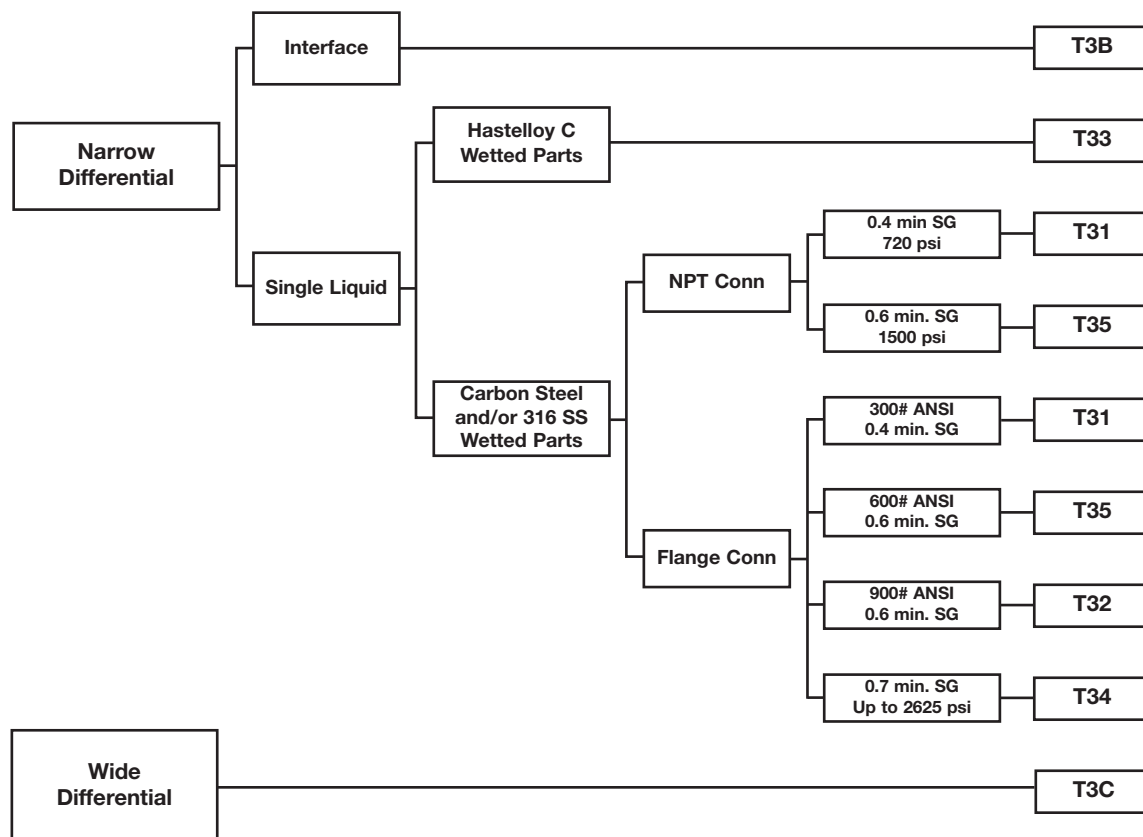 Interface
T3B
Narrow
Differential
Hastelloy C
Wetted Parts
T33
0.4 min SG
720 psi
T31
Single Liquid
NPT Conn
0.6 min. SG
1500 psi
T35
Carbon Steel
and/or 316 SS
Wetted Parts
300# ANSI
0.4 min. SG
T31
600# ANSI
0.6 min. SG
T35
Flange Conn
900# ANSI
0.6 min. SG
T32
0.7 min. SG
Up to 2625 psi
T34
Wide
Differential
T3C